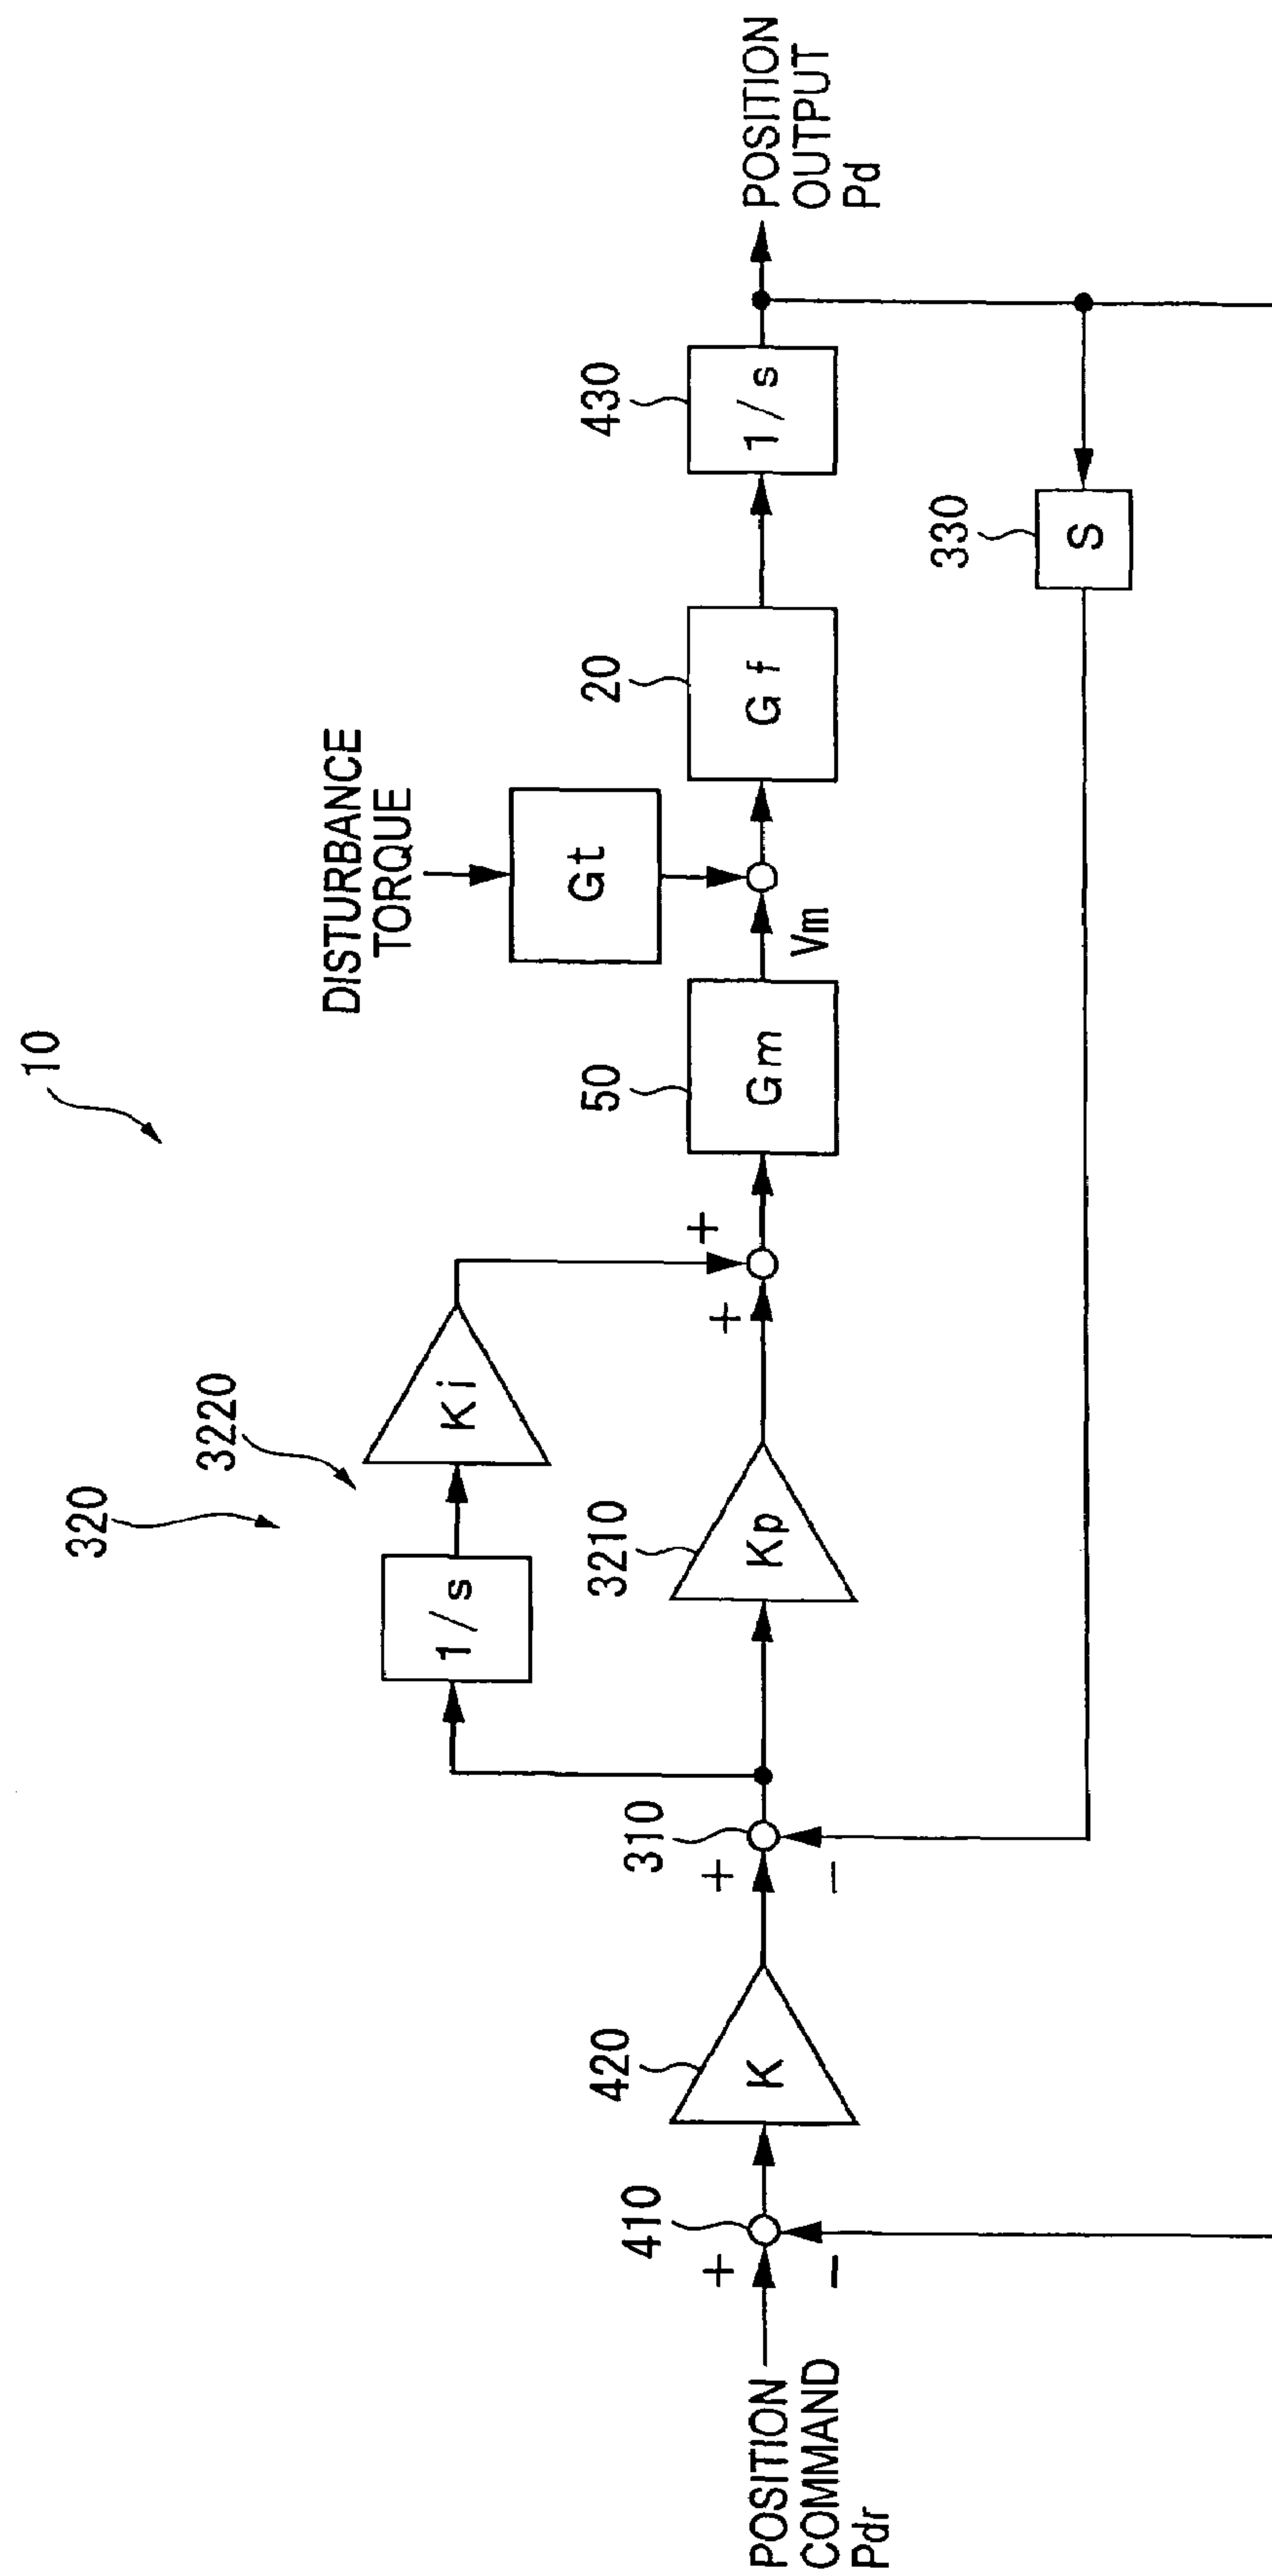 10
320
3220
DISTURBANCE
TORQUE
1/s
Ki
Gt
410
420
310
3210
50
20
430
+
+
+
+
POSITION
COMMAND
Pdr
K
Kp
Gm
Vm
Gf
1/s
POSITION
OUTPUT
Pd
−
−
330
S